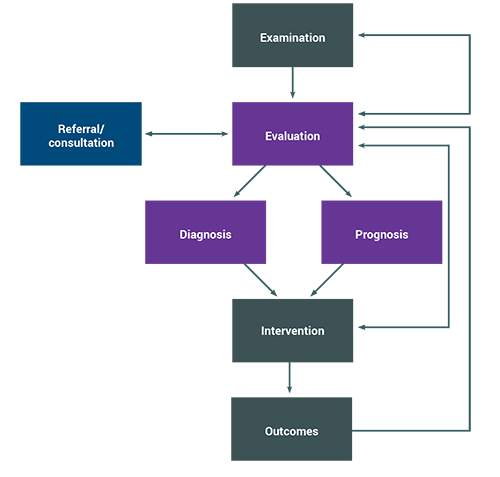 Examination
Referral/
consultation
Evaluation
Diagnosis
Prognosis
Intervention
Outcomes